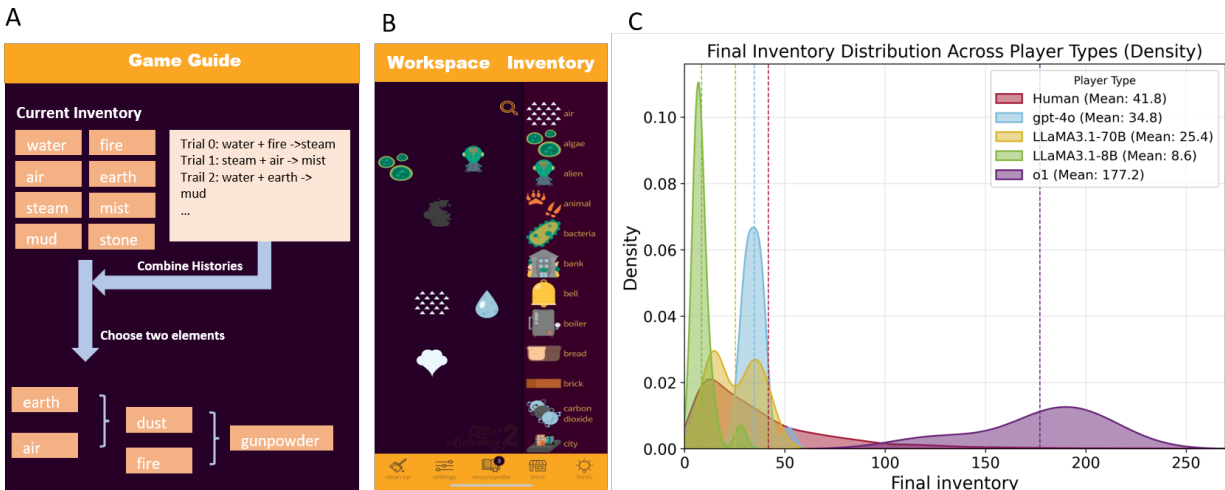 A
Game Guide
Current Inventory
water
fire
air
earth
steam
mist
mud
stone
Trial 0: water + fire ->steam
Trial 1: steam + air -> mist
Trail 2: water + earth ->
mud
...
Combine Histories
Choose two elements
earth
air
dust
fire
gunpowder
B
Workspace
Inventory
air
algae
alien
animal
bacteria
bank
bell
boiler
bread
brick
carbon
dioxide
city
Little
Alchemy 2
clean up
settings
encyclopedia
store
hints
C
Final Inventory Distribution Across Player Types (Density)
Player Type
Human (Mean: 41.8)
gpt-4o (Mean: 34.8)
LLaMA3.1-70B (Mean: 25.4)
LLaMA3.1-8B (Mean: 8.6)
o1 (Mean: 177.2)
Density
0.10
0.08
0.06
0.04
0.02
0.00
0
50
100
150
200
250
Final inventory